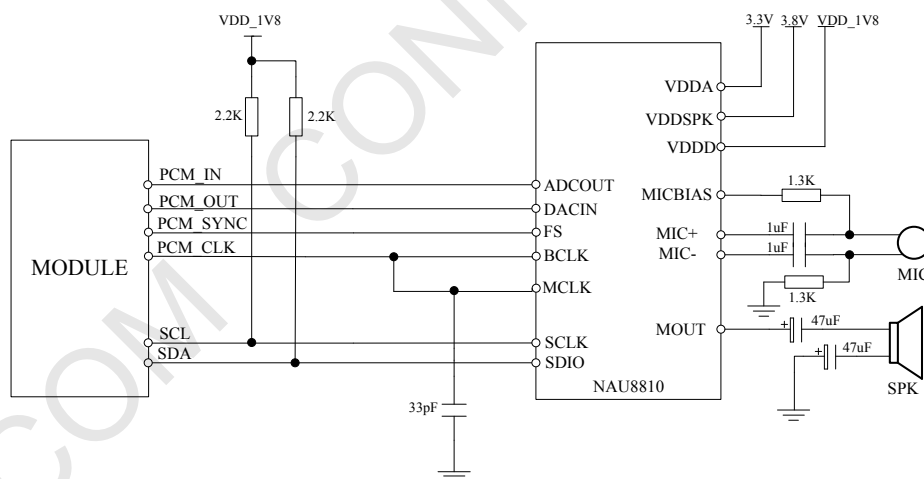 VDD_1V8
3.3V 3.8V VDD_1V8
2.2K
2.2K
MODULE
PCM_IN
PCM_OUT
PCM_SYNC
PCM_CLK
SCL
SDA
33pF
ADCOUT
DACIN
FS
BCLK
MCLK
SCLK
SDIO
NAU8810
VDDA
VDDSPK
VDDD
MICBIAS
MIC+
MIC-
MOUT
1.3K
1uF
1uF
MIC
1.3K
+ 47uF
+ 47uF
SPK
COM CONF